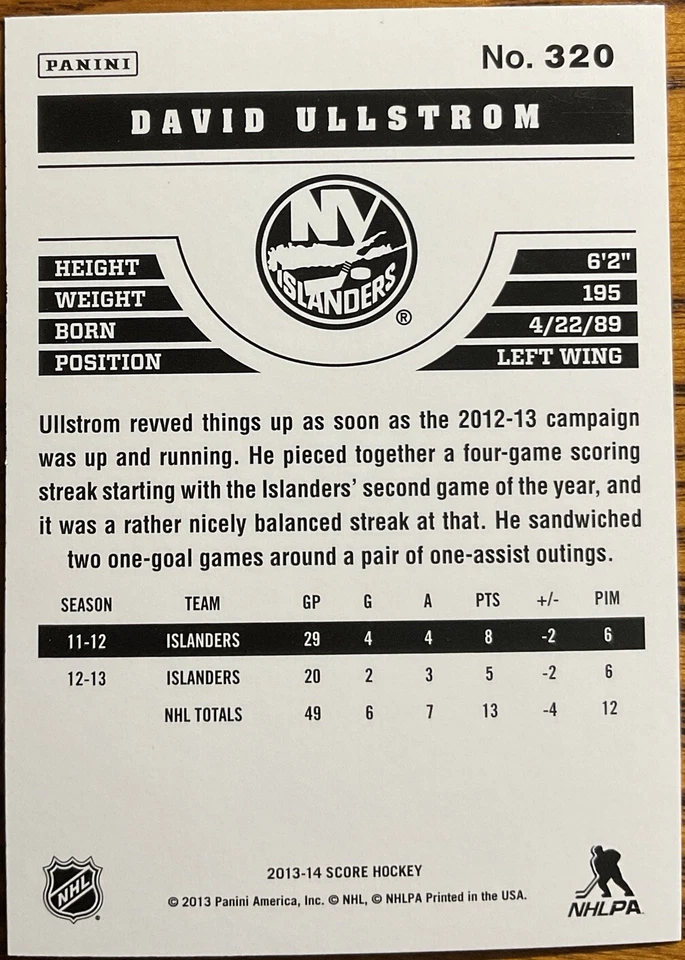 PANINI
No. 320
DAVID ULLSTROM
NY
ISLANDERS
®
HEIGHT 6'2"
WEIGHT 195
BORN 4/22/89
POSITION LEFT WING
Ullstrom revved things up as soon as the 2012-13 campaign
was up and running. He pieced together a four-game scoring
streak starting with the Islanders' second game of the year, and
it was a rather nicely balanced streak at that. He sandwiched
two one-goal games around a pair of one-assist outings.
SEASON TEAM GP G A PTS +/- PIM
11-12 ISLANDERS 29 4 4 8 -2 6
12-13 ISLANDERS 20 2 3 5 -2 6
NHL TOTALS 49 6 7 13 -4 12
NHL
®
2013-14 SCORE HOCKEY
© 2013 Panini America, Inc. © NHL, © NHLPA Printed in the USA.
NHLPA